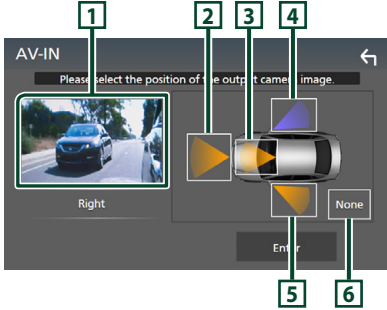 1 2 3 4
AV-IN
Please select the position of the output camera image.
Right
None
Enter
5 6